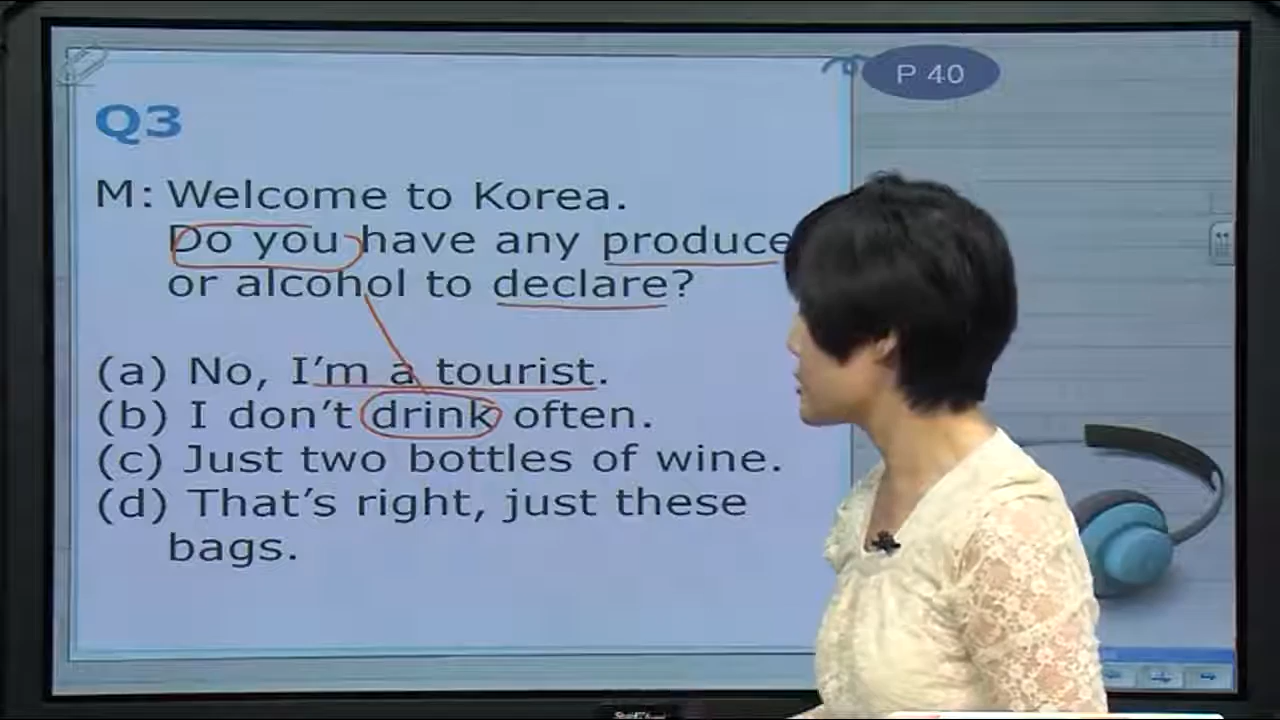 P 40
Q3
M: Welcome to Korea.
Do you have any produce
or alcohol to declare?
(a) No, I'm a tourist.
(b) I don't drink often.
(c) Just two bottles of wine.
(d) That's right, just these
bags.